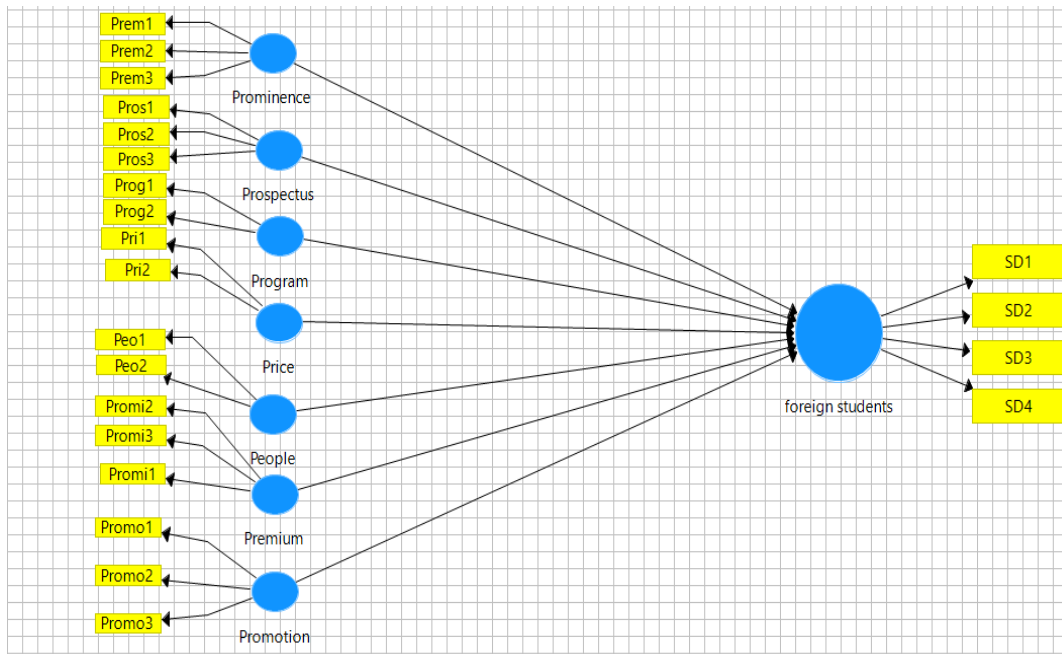 Prem1
Prem2
Prem3
Prominence
Pros1
Pros2
Pros3
Prospectus
Prog1
Prog2
Program
Pri1
Pri2
Price
Peo1
Peo2
People
Promi2
Promi3
Promi1
Premium
Promo1
Promo2
Promo3
Promotion
foreign students
SD1
SD2
SD3
SD4